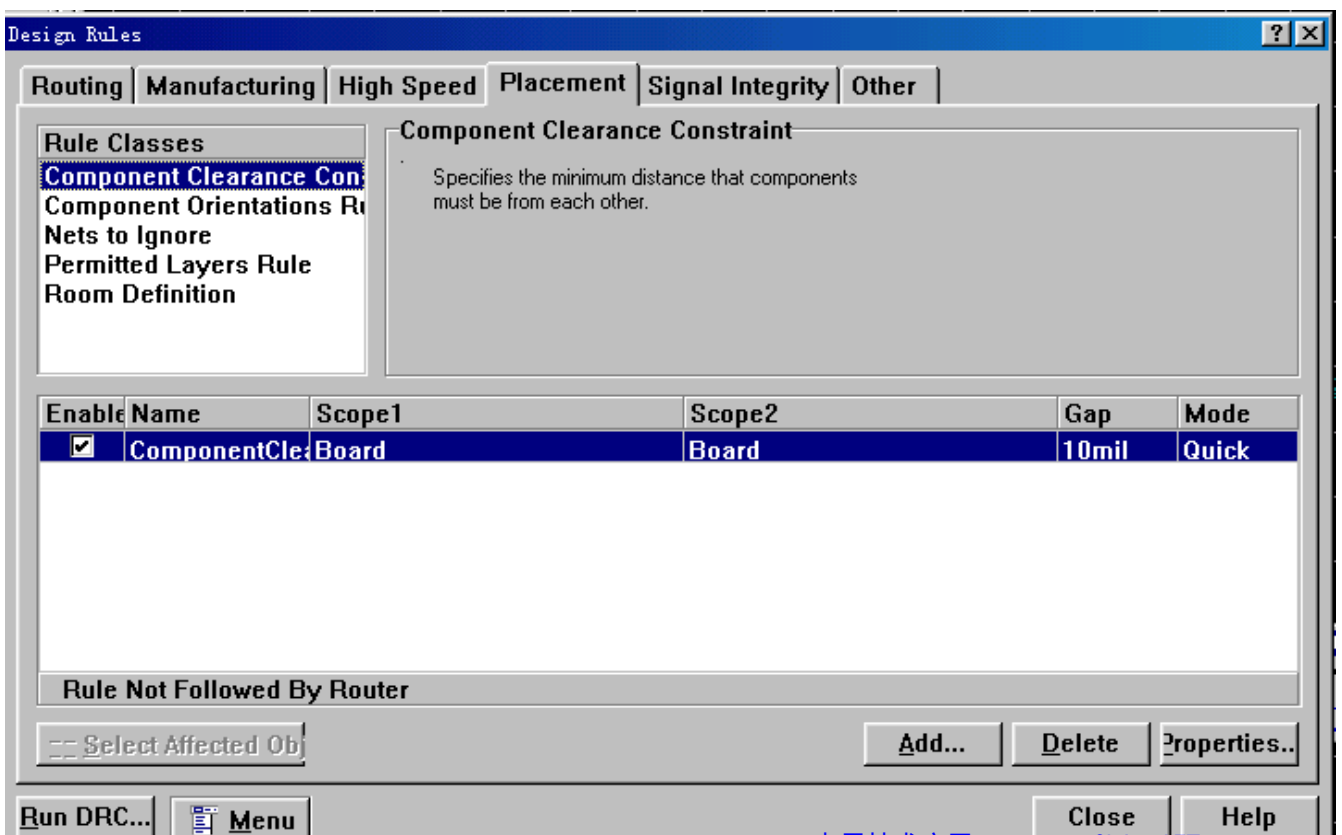 Design Rules
Routing Manufacturing High Speed Placement Signal Integrity Other
Rule Classes
Component Clearance Con
Component Orientations Ru
Nets to Ignore
Permitted Layers Rule
Room Definition
Component Clearance Constraint
Specifies the minimum distance that components
must be from each other.
Enable Name Scope1 Scope2 Gap Mode
ComponentClea Board Board 10mil Quick
Rule Not Followed By Router
Select Affected Obj Add... Delete Properties..
Run DRC... Menu Close Help